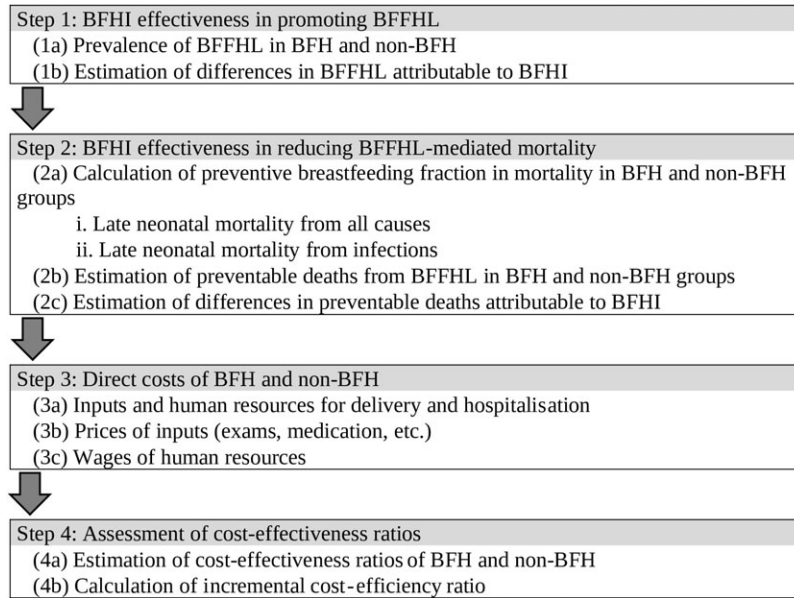 Step 1: BFHI effectiveness in promoting BFFHL
(1a) Prevalence of BFFHL in BFH and non-BFH
(1b) Estimation of differences in BFFHL attributable to BFHI
Step 2: BFHI effectiveness in reducing BFFHL-mediated mortality
(2a) Calculation of preventive breastfeeding fraction in mortality in BFH and non-BFH
groups
i. Late neonatal mortality from all causes
ii. Late neonatal mortality from infections
(2b) Estimation of preventable deaths from BFFHL in BFH and non-BFH groups
(2c) Estimation of differences in preventable deaths attributable to BFHI
Step 3: Direct costs of BFH and non-BFH
(3a) Inputs and human resources for delivery and hospitalisation
(3b) Prices of inputs (exams, medication, etc.)
(3c) Wages of human resources
Step 4: Assessment of cost-effectiveness ratios
(4a) Estimation of cost-effectiveness ratios of BFH and non-BFH
(4b) Calculation of incremental cost-efficiency ratio